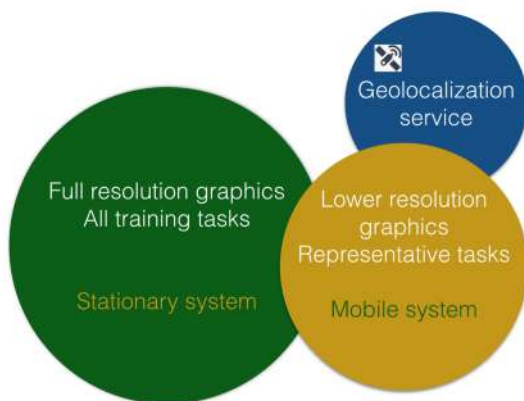 Geolocalization
service
Full resolution graphics
All training tasks
Stationary system
Lower resolution
graphics
Representative tasks
Mobile system